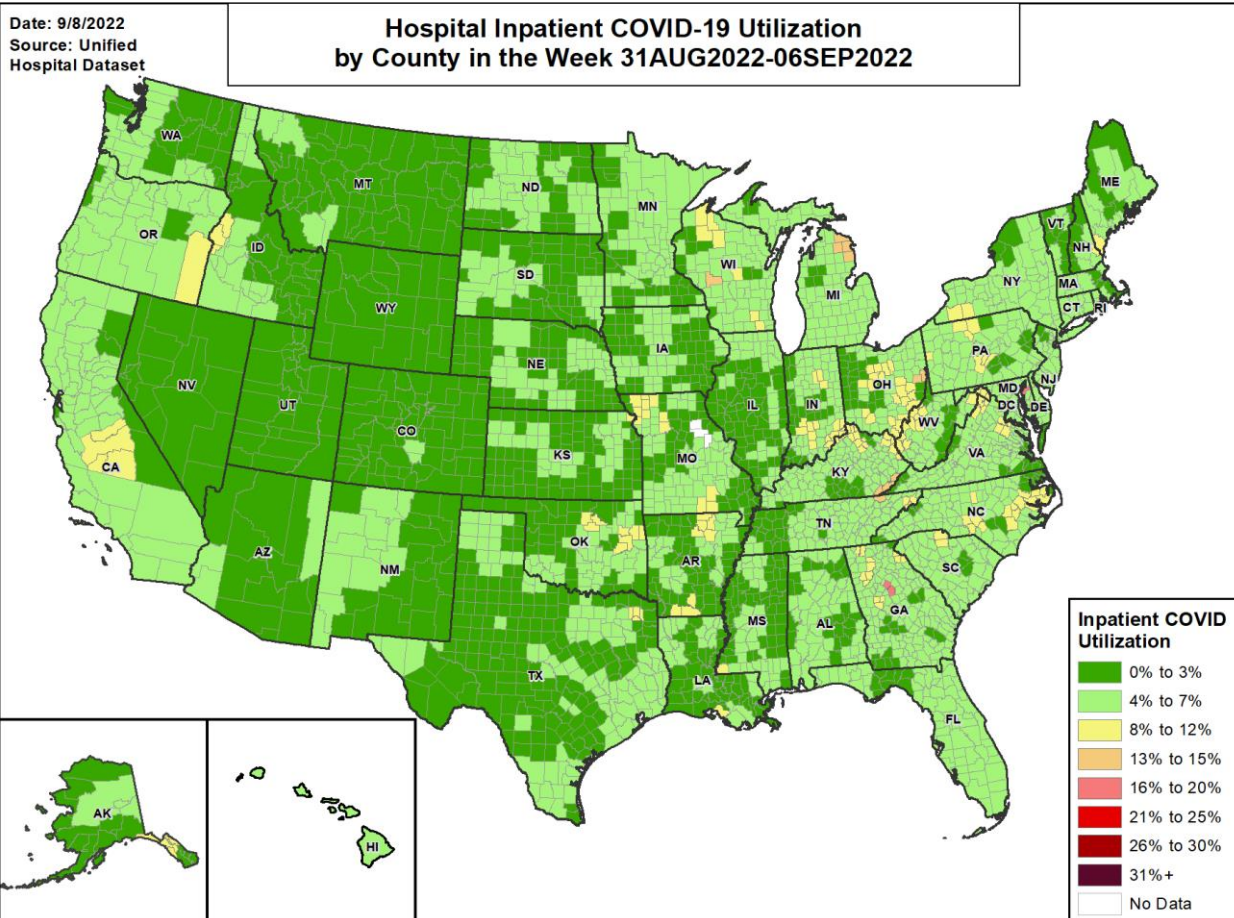 Date: 9/8/2022
Source: Unified
Hospital Dataset
Hospital Inpatient COVID-19 Utilization
by County in the Week 31AUG2022-06SEP2022
WA
MT
ND
MN
ME
OR
ID
SD
WI
MI
VT
NH
NY
MA
CT
RI
WY
NE
IA
PA
NJ
NV
UT
CO
KS
MO
IL
IN
OH
MD
DC
DE
WV
VA
CA
KY
AZ
NM
OK
AR
TN
NC
SC
MS
AL
GA
TX
LA
FL
AK
HI
Inpatient COVID
Utilization
0% to 3%
4% to 7%
8% to 12%
13% to 15%
16% to 20%
21% to 25%
26% to 30%
31%+
No Data